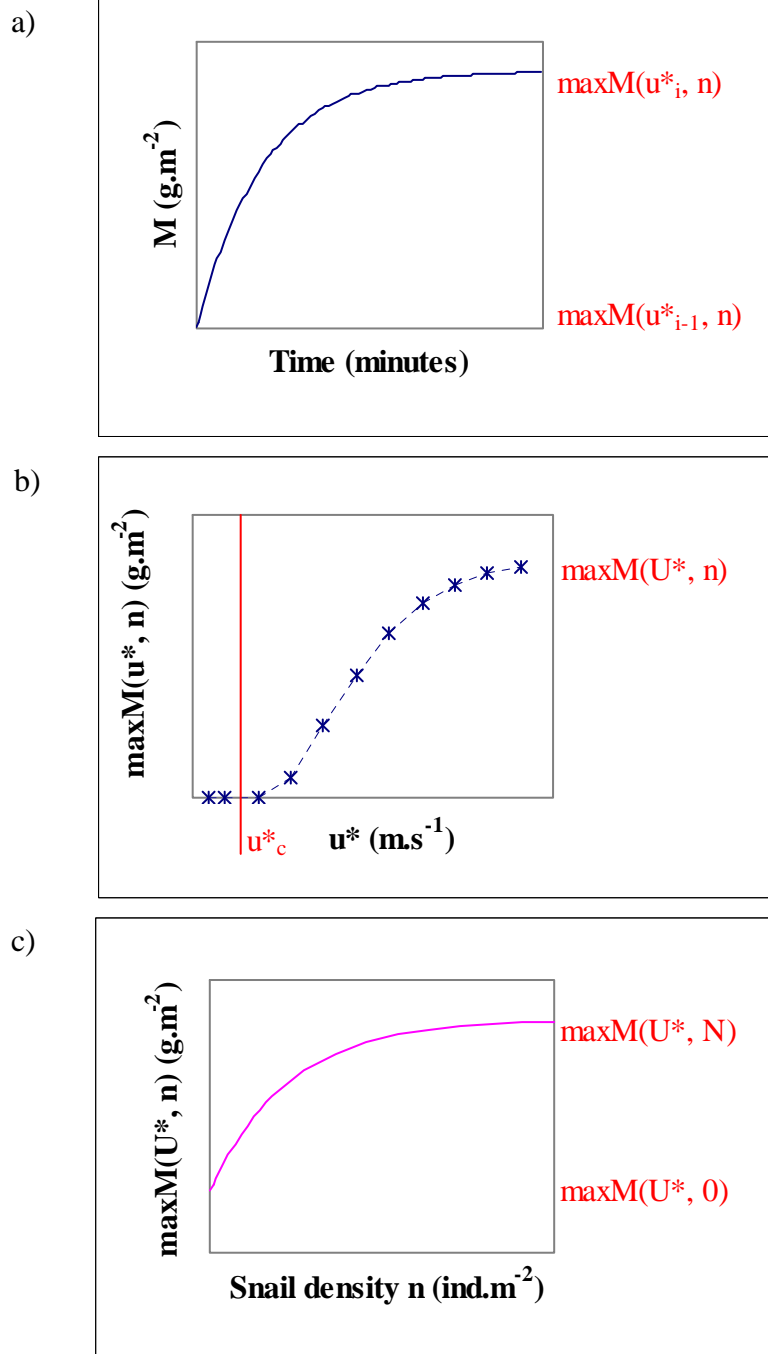 a)
M (g.m⁻²)
maxM(u*ᵢ, n)
maxM(u*ᵢ₋₁, n)
Time (minutes)
b)
maxM(u*, n) (g.m⁻²)
maxM(U*, n)
u*c
u* (m.s⁻¹)
c)
maxM(U*, n) (g.m⁻²)
maxM(U*, N)
maxM(U*, 0)
Snail density n (ind.m⁻²)